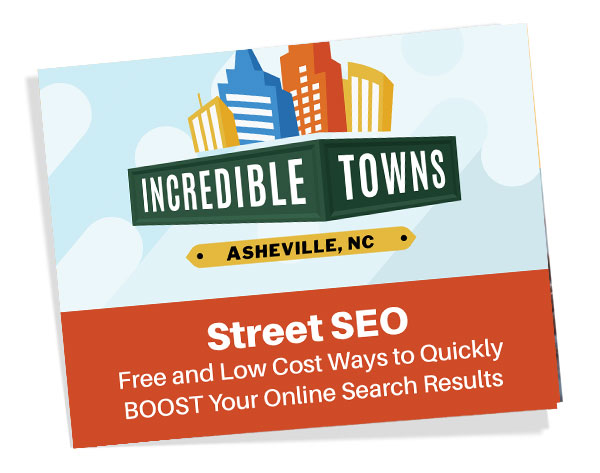 INCREDIBLE TOWNS
ASHEVILLE, NC
Street SEO
Free and Low Cost Ways to Quickly
BOOST Your Online Search Results